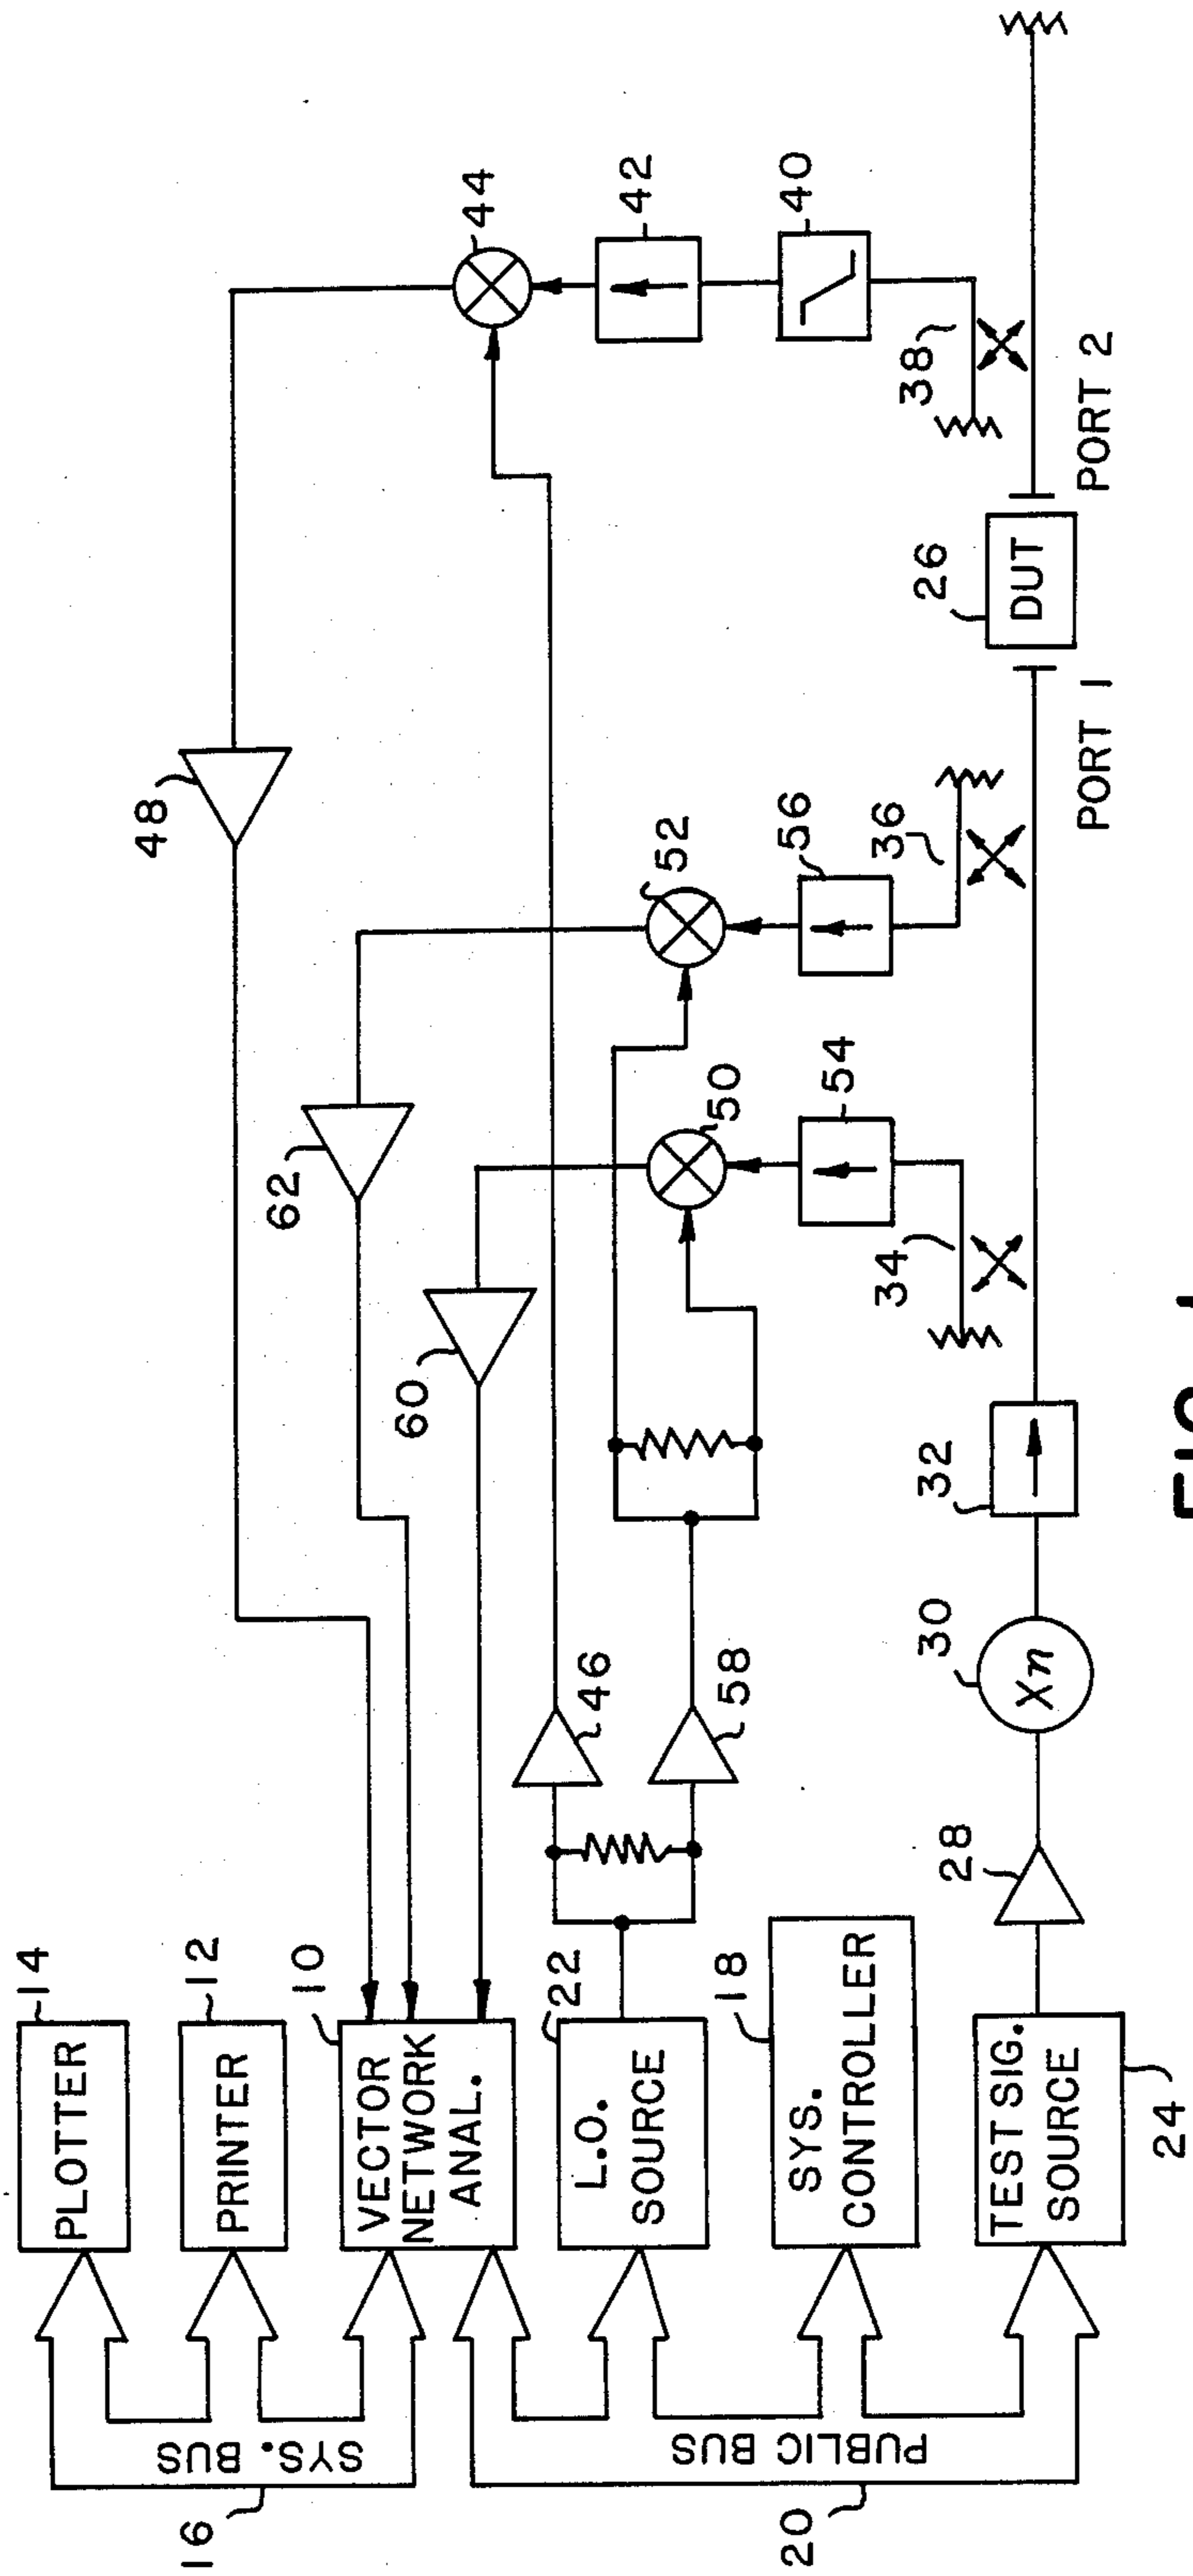 14
PLOTTER
12
PRINTER
10
VECTOR
NETWORK
ANAL.
22
L.O.
SOURCE
18
SYS.
CONTROLLER
TEST SIG.
SOURCE
24
SYS. BUS
16
PUBLIC BUS
20
28
30
Xn
32
46
58
60
62
48
50
52
54
56
34
36
44
42
40
38
26
DUT
PORT 1
PORT 2